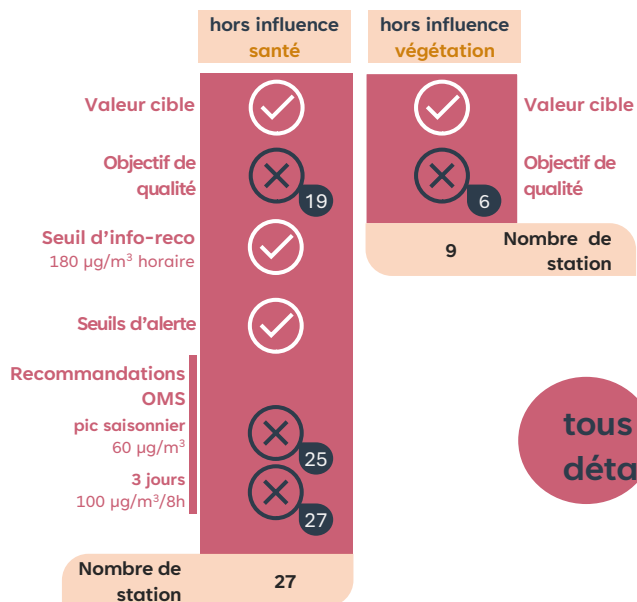 hors influence
santé
hors influence
végétation
Valeur cible
Valeur cible
Objectif de
qualité
19
6
Objectif de
qualité
Seuil d'info-reco
180 µg/m³ horaire
9
Nombre de
station
Seuils d'alerte
Recommandations
OMS
pic saisonnier
60 µg/m³
25
3 jours
100 µg/m³/8h
27
tous
déta
Nombre de
station
27